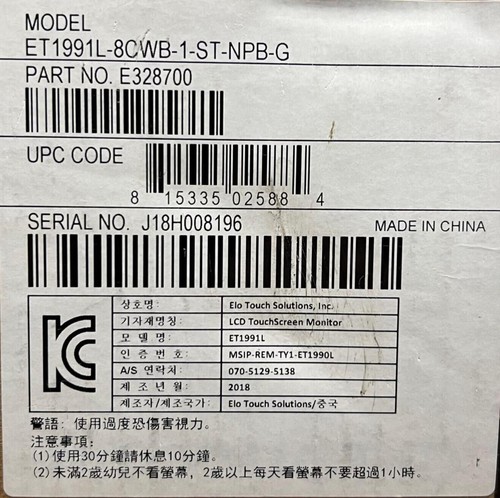 MODEL
ET1991L-8CWB-1-ST-NPB-G
PART NO. E328700
UPC CODE
8 15335 02588 4
SERIAL NO. J18H008196
MADE IN CHINA
상호명: Elo Touch Solutions, Inc.
기자재명칭: LCD TouchScreen Monitor
모 델 명: ET1991L
인 증 번 호: MSIP-REM-TY1-ET1990L
A/S 연락처: 070-5129-5138
제 조 년 월: 2018
제조자/제조국가: Elo Touch Solutions/중국
警語: 使用過度恐傷害視力。
注意事項:
(1)使用30分鐘請休息10分鐘。
(2)未滿2歲幼兒不看螢幕，2歲以上每天看螢幕不要超過1小時。